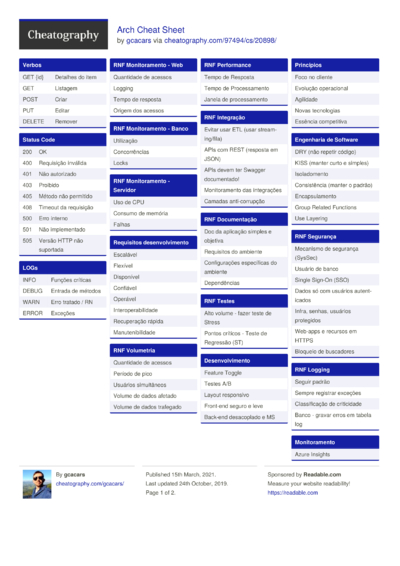 Cheatography
Arch Cheat Sheet
by gcacars via cheatography.com/97494/cs/20898/
Verbos
GET {id} Detalhes do item
GET Listagem
POST Criar
PUT Editar
DELETE Remover
Status Code
200 OK
400 Requisição inválida
401 Não autorizado
403 Proibido
405 Método não permitido
408 Timeout da requisição
500 Erro interno
501 Não implementado
505 Versão HTTP não
suportada
LOGs
INFO Funções críticas
DEBUG Entrada de métodos
WARN Erro tratado / RN
ERROR Exceções
RNF Monitoramento - Web
Quantidade de acessos
Logging
Tempo de resposta
Origem dos acessos
RNF Monitoramento - Banco
Utilização
Concorrências
Locks
RNF Monitoramento -
Servidor
Uso de CPU
Consumo de memória
Falhas
Requisitos desenvolvimento
Escalável
Flexível
Disponível
Confiável
Operável
Interoperabilidade
Recuperação rápida
Manutenibilidade
RNF Volumetria
Quantidade de acessos
Período de pico
Usuários simultâneos
Volume de dados afetado
Volume de dados trafegado
RNF Performance
Tempo de Resposta
Tempo de Processamento
Janela de processamento
RNF Integração
Evitar usar ETL (usar stream-
ing/fila)
APIs com REST (resposta em
JSON)
APIs devem ter Swagger
documentado!
Monitoramento das integrações
Camadas anti-corrupção
RNF Documentação
Doc da aplicação simples e
objetiva
Requisitos do ambiente
Configurações específicas do
ambiente
Dependências
RNF Testes
Alto volume - fazer teste de
Stress
Pontos críticos - Teste de
Regressão (ST)
Desenvolvimento
Feature Toggle
Testes A/B
Layout responsivo
Front-end seguro e leve
Back-end desacoplado e MS
Princípios
Foco no cliente
Evolução operacional
Agilidade
Novas tecnologias
Essência competitiva
Engenharia de Software
DRY (não repetir código)
KISS (manter curto e simples)
Isoladamento
Consistência (manter o padrão)
Encapsulamento
Group Related Functions
Use Layering
RNF Segurança
Mecanismo de segurança
(SysSec)
Usuário de banco
Single Sign-On (SSO)
Dados só com usuários autent-
icados
Infra, senhas, usuários
protegidos
Web-apps e recursos em
HTTPS
Bloqueio de buscadores
RNF Logging
Seguir padrão
Sempre registrar exceções
Classificação de criticidade
Banco - gravar erros em tabela
log
Monitoramento
Azure Insights
By gcacars
cheatography.com/gcacars/
Published 15th March, 2021.
Last updated 24th October, 2019.
Page 1 of 2.
Sponsored by Readable.com
Measure your website readability!
https://readable.com